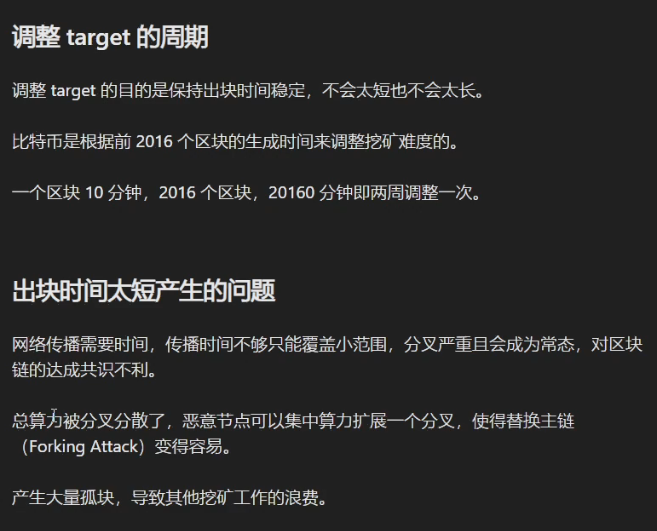 调整 target 的周期
调整 target 的目的是保持出块时间稳定，不会太短也不会太长。
比特币是根据前 2016 个区块的生成时间来调整挖矿难度的。
一个区块 10 分钟，2016 个区块，20160 分钟即两周调整一次。
出块时间太短产生的问题
网络传播需要时间，传播时间不够只能覆盖小范围，分叉严重且会成为常态，对区块
链的达成共识不利。
总算力被分叉分散了，恶意节点可以集中算力扩展一个分叉，使得替换主链
（Forking Attack）变得容易。
产生大量孤块，导致其他挖矿工作的浪费。